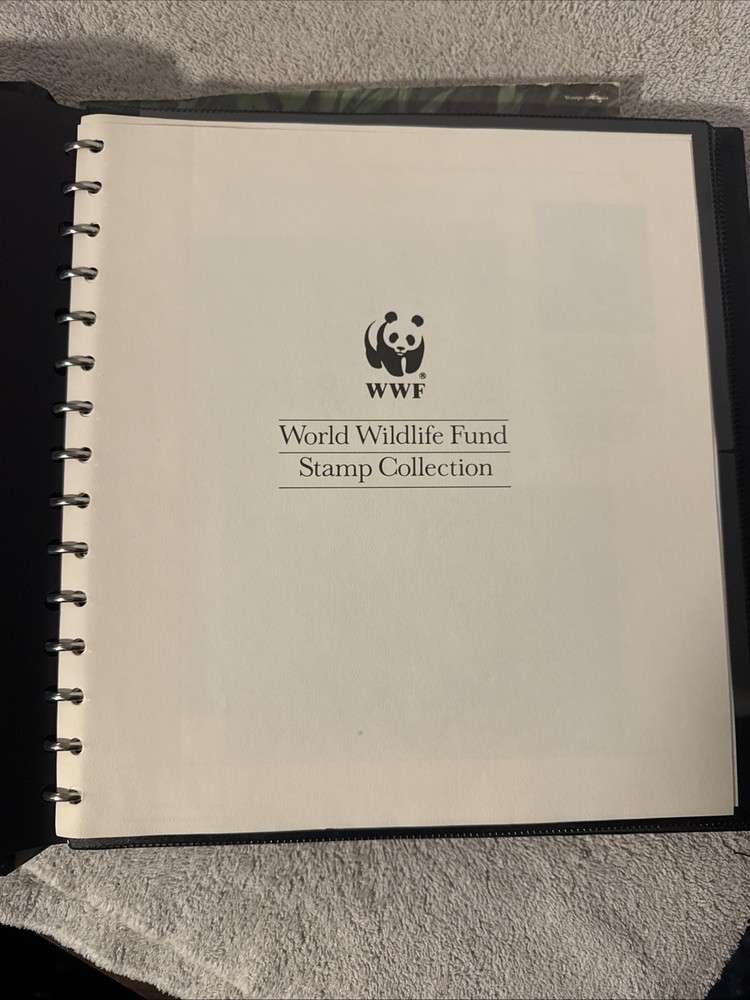 ®
WWF
World Wildlife Fund
Stamp Collection